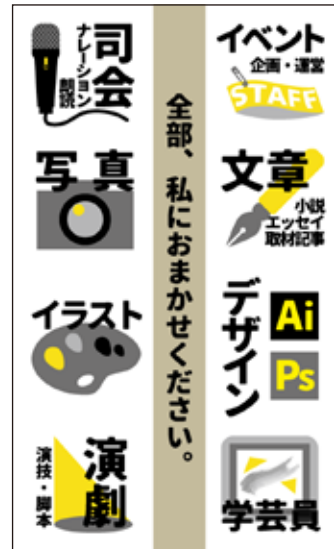 イベント
企画・運営
STAFF
文章
小説
エッセイ
取材記事
デザイン
Ai
Ps
学芸員
全部、私におまかせください。
司会
ナレーション
朗読
写真
イラスト
演劇
演技・脚本